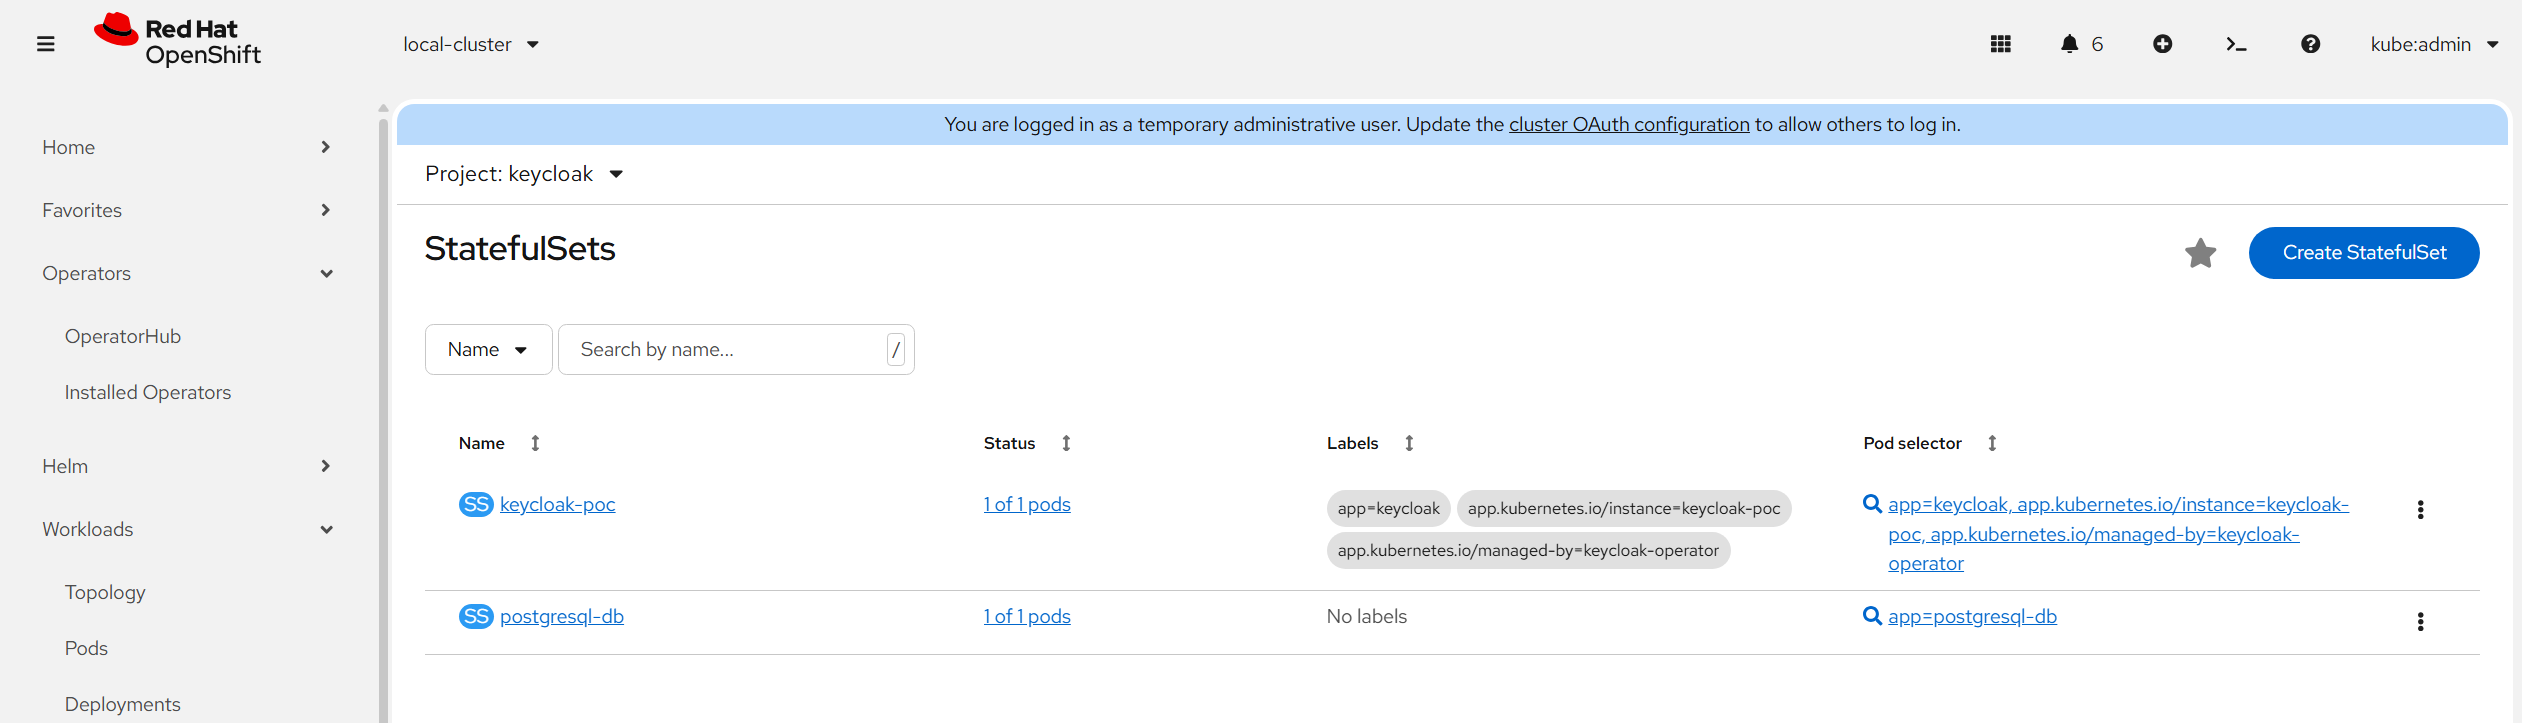 Red Hat
OpenShift
local-cluster
6
kube:admin
Home
Favorites
Operators
OperatorHub
Installed Operators
Helm
Workloads
Topology
Pods
Deployments
You are logged in as a temporary administrative user. Update the cluster OAuth configuration to allow others to log in.
Project: keycloak
StatefulSets
Create StatefulSet
Name
Search by name...
/
Name
Status
Labels
Pod selector
SS keycloak-poc
1 of 1 pods
app=keycloak
app.kubernetes.io/instance=keycloak-poc
app.kubernetes.io/managed-by=keycloak-operator
app=keycloak, app.kubernetes.io/instance=keycloak-
poc, app.kubernetes.io/managed-by=keycloak-
operator
SS postgresql-db
1 of 1 pods
No labels
app=postgresql-db